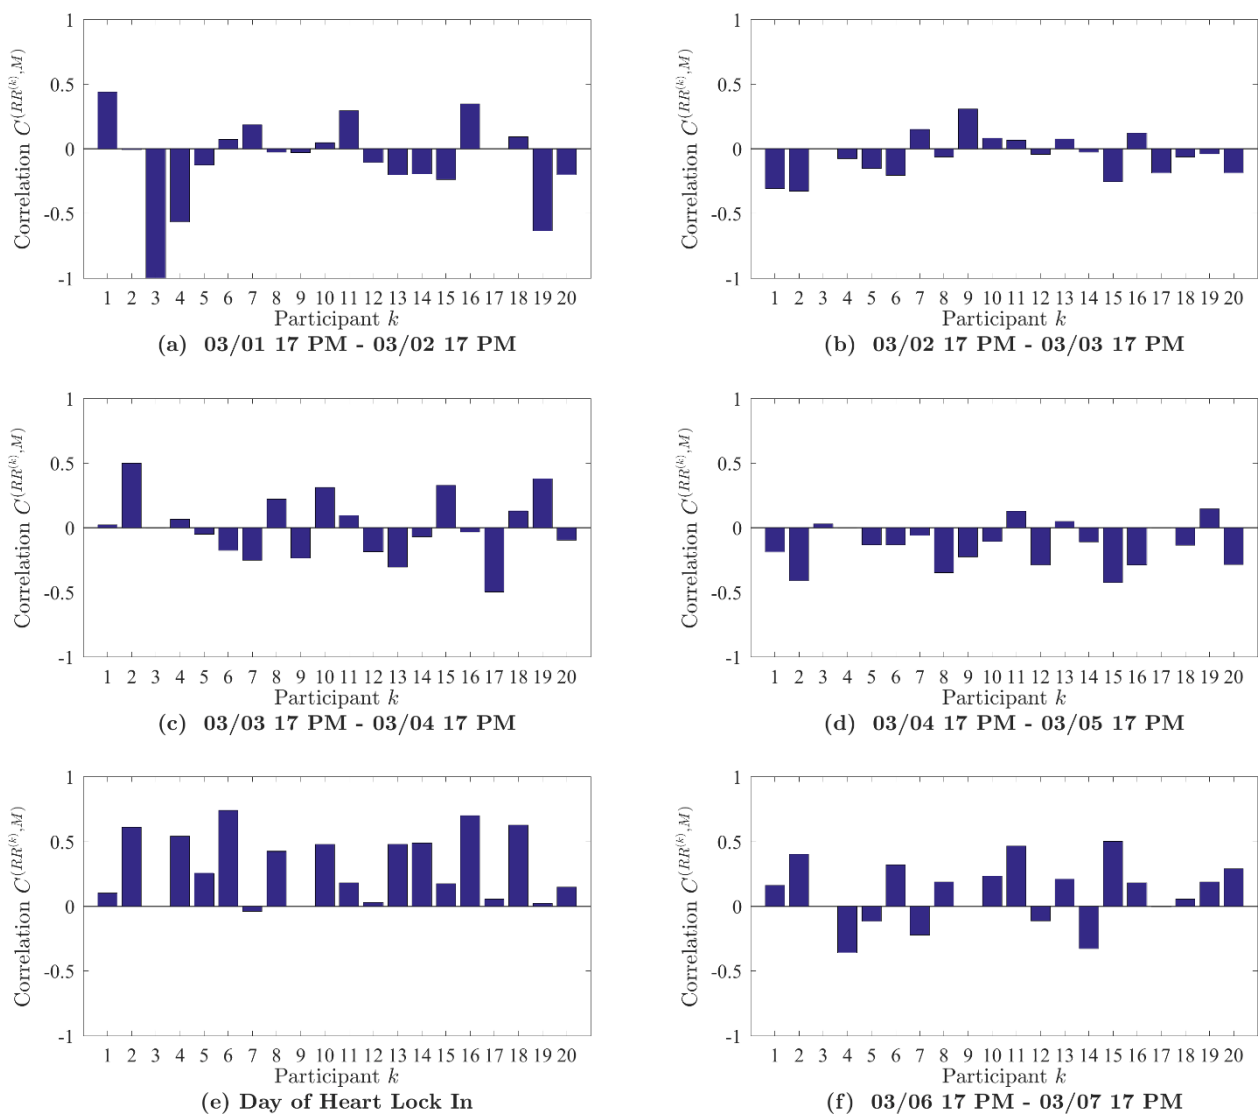 1
0.5
0
-0.5
-1
Correlation C^(RR^(k),M)
1 2 3 4 5 6 7 8 9 10 11 12 13 14 15 16 17 18 19 20
Participant k
(a) 03/01 17 PM - 03/02 17 PM
1
0.5
0
-0.5
-1
Correlation C^(RR^(k),M)
1 2 3 4 5 6 7 8 9 10 11 12 13 14 15 16 17 18 19 20
Participant k
(b) 03/02 17 PM - 03/03 17 PM
1
0.5
0
-0.5
-1
Correlation C^(RR^(k),M)
1 2 3 4 5 6 7 8 9 10 11 12 13 14 15 16 17 18 19 20
Participant k
(c) 03/03 17 PM - 03/04 17 PM
1
0.5
0
-0.5
-1
Correlation C^(RR^(k),M)
1 2 3 4 5 6 7 8 9 10 11 12 13 14 15 16 17 18 19 20
Participant k
(d) 03/04 17 PM - 03/05 17 PM
1
0.5
0
-0.5
-1
Correlation C^(RR^(k),M)
1 2 3 4 5 6 7 8 9 10 11 12 13 14 15 16 17 18 19 20
Participant k
(e) Day of Heart Lock In
1
0.5
0
-0.5
-1
Correlation C^(RR^(k),M)
1 2 3 4 5 6 7 8 9 10 11 12 13 14 15 16 17 18 19 20
Participant k
(f) 03/06 17 PM - 03/07 17 PM